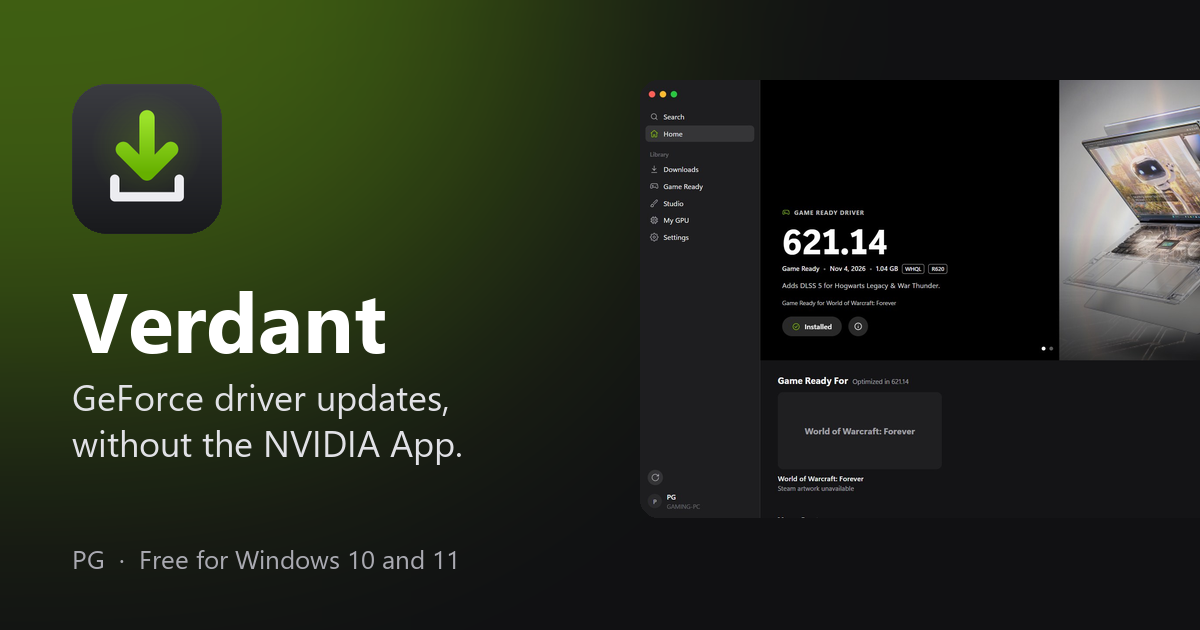 Verdant
GeForce driver updates,
without the NVIDIA App.
PG · Free for Windows 10 and 11
Search
Home
Library
Downloads
Game Ready
Studio
My GPU
Settings
P
PG
GAMING-PC
GAME READY DRIVER
621.14
Game Ready • Nov 4, 2026 • 1.04 GB WHQL R620
Adds DLSS 5 for Hogwarts Legacy & War Thunder.
Game Ready for World of Warcraft: Forever
Installed
Game Ready For Optimized in 621.14
World of Warcraft: Forever
World of Warcraft: Forever
Steam artwork unavailable